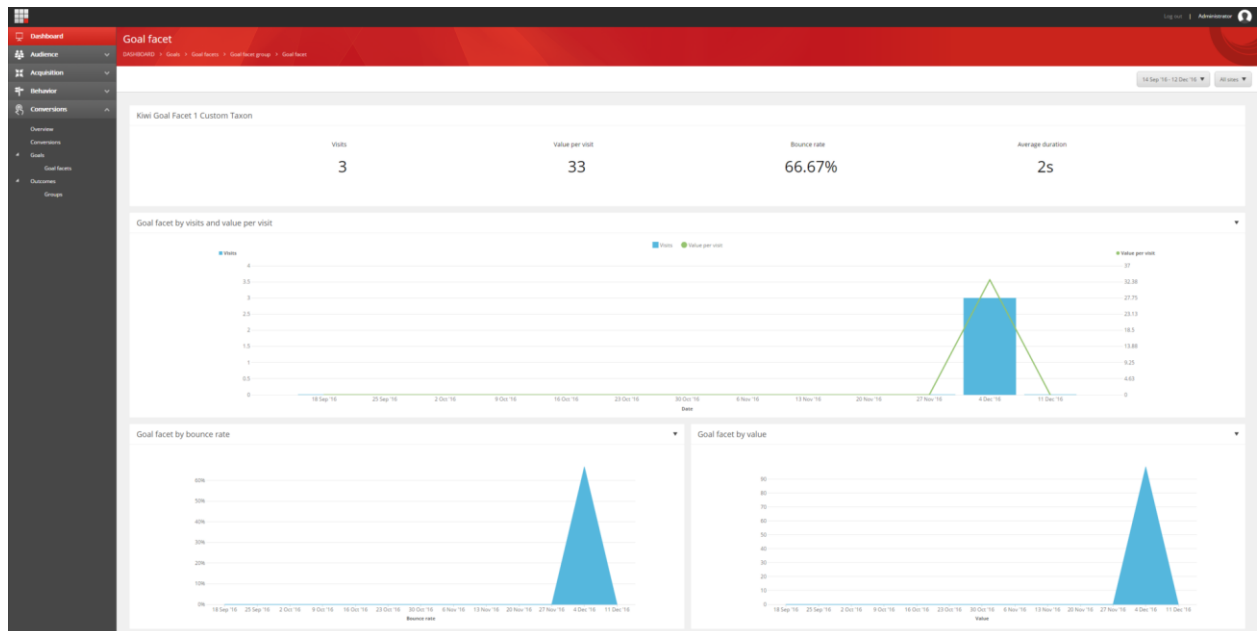 Log out | Administrator
Dashboard
Audience
Acquisition
Behavior
Conversions
Overview
Conversions
Goals
Goal facets
Outcomes
Groups
Goal facet
DASHBOARD > Goals > Goal facets > Goal facet group > Goal facet
14 Sep '16 - 12 Dec '16 All sites
Kiwi Goal Facet 1 Custom Taxon
Visits Value per visit Bounce rate Average duration
3 33 66.67% 2s
Goal facet by visits and value per visit
Visits Value per visit
Visits Value per visit
4 37
3.5 32.38
3 27.75
2.5 23.13
2 18.5
1.5 13.88
1 9.25
0.5 4.63
0 0
18 Sep '16 25 Sep '16 2 Oct '16 9 Oct '16 16 Oct '16 23 Oct '16 30 Oct '16 6 Nov '16 13 Nov '16 20 Nov '16 27 Nov '16 4 Dec '16 11 Dec '16
Date
Goal facet by bounce rate
60%
50%
40%
30%
20%
10%
0%
18 Sep '16 25 Sep '16 2 Oct '16 9 Oct '16 16 Oct '16 23 Oct '16 30 Oct '16 6 Nov '16 13 Nov '16 20 Nov '16 27 Nov '16 4 Dec '16 11 Dec '16
Bounce rate
Goal facet by value
90
80
70
60
50
40
30
20
10
0
18 Sep '16 25 Sep '16 2 Oct '16 9 Oct '16 16 Oct '16 23 Oct '16 30 Oct '16 6 Nov '16 13 Nov '16 20 Nov '16 27 Nov '16 4 Dec '16 11 Dec '16
Value